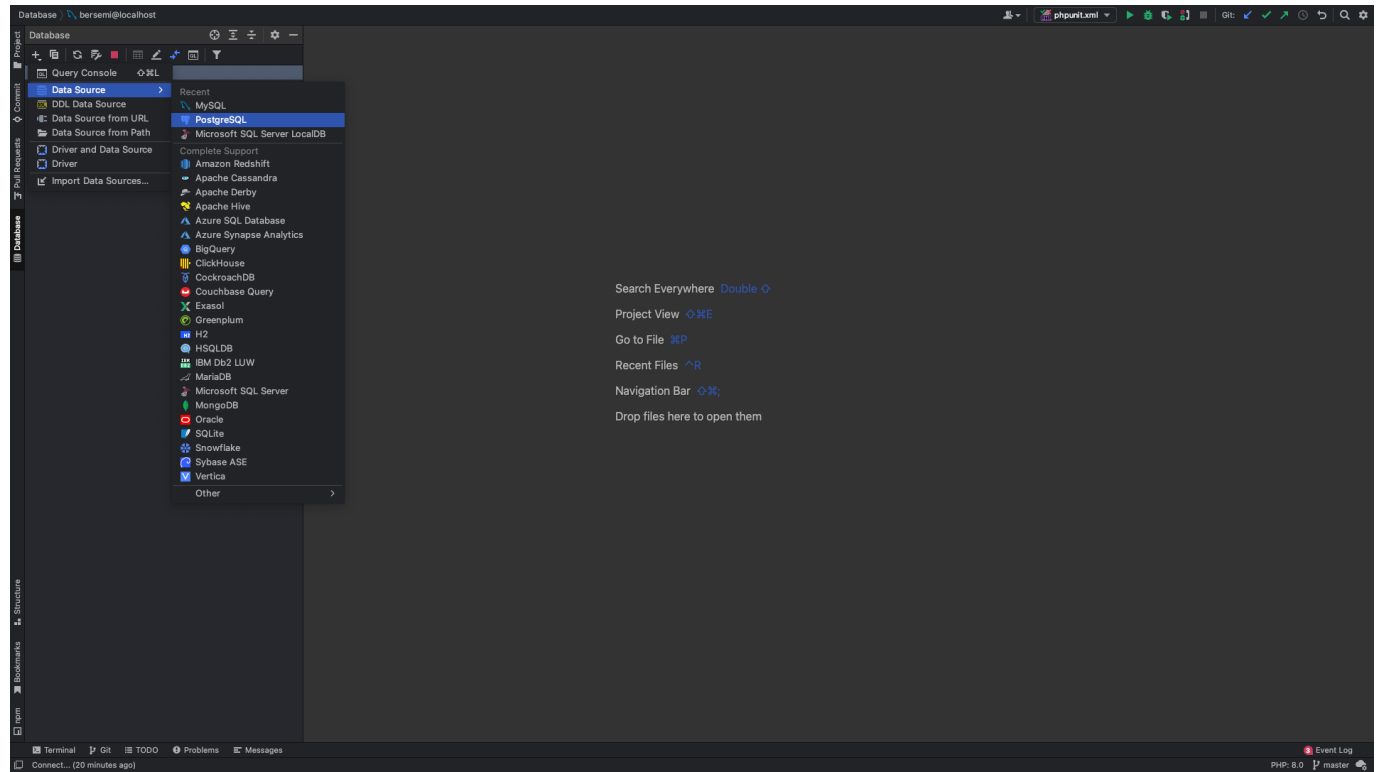 Database
bersemi@localhost
phpunit.xml
Git:
Project
Commit
Pull Requests
Database
Structure
Bookmarks
npm
Database
Query Console ⇧⌘L
Data Source
DDL Data Source
Data Source from URL
Data Source from Path
Driver and Data Source
Driver
Import Data Sources...
Recent
MySQL
PostgreSQL
Microsoft SQL Server LocalDB
Complete Support
Amazon Redshift
Apache Cassandra
Apache Derby
Apache Hive
Azure SQL Database
Azure Synapse Analytics
BigQuery
ClickHouse
CockroachDB
Couchbase Query
Exasol
Greenplum
H2
HSQLDB
IBM Db2 LUW
MariaDB
Microsoft SQL Server
MongoDB
Oracle
SQLite
Snowflake
Sybase ASE
Vertica
Other
Search Everywhere Double ⇧
Project View ⇧⌘E
Go to File ⌘P
Recent Files ^R
Navigation Bar ⇧⌘;
Drop files here to open them
Terminal Git TODO Problems Messages
3 Event Log
Connect... (20 minutes ago)
PHP: 8.0 master